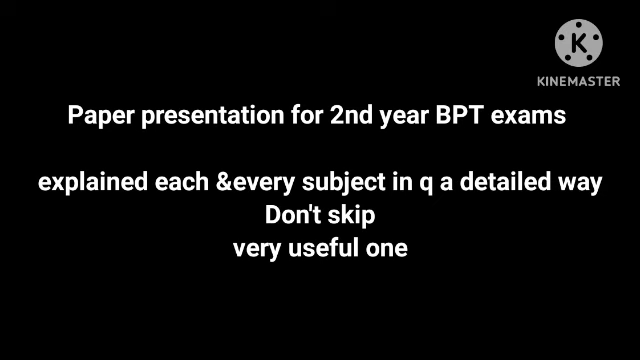 KINEMASTER
Paper presentation for 2nd year BPT exams
explained each &every subject in q a detailed way
Don't skip
very useful one